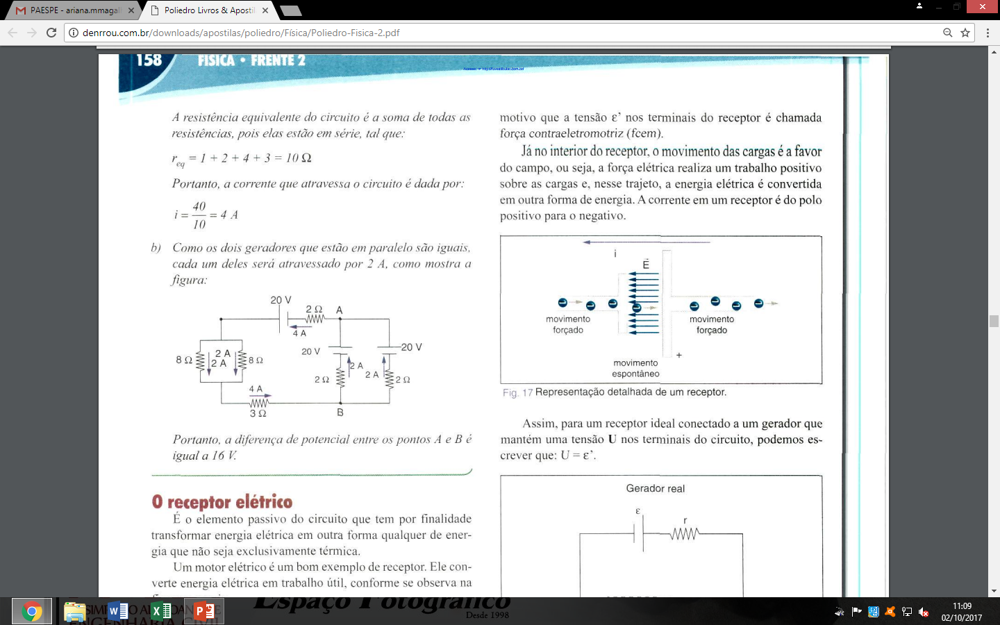 PAESPE - ariana.mmagal
Poliedro Livros & Aposti
denrrou.com.br/downloads/apostilas/poliedro/Física/Poliedro-Fisica-2.pdf
158 FÍSICA • FRENTE 2
A resistência equivalente do circuito é a soma de todas as
resistências, pois elas estão em série, tal que:
r_eq = 1 + 2 + 4 + 3 = 10 Ω
Portanto, a corrente que atravessa o circuito é dada por:
i = 40/10 = 4 A
b) Como os dois geradores que estão em paralelo são iguais,
cada um deles será atravessado por 2 A, como mostra a
figura:
20 V
2 Ω
A
4 A
20 V
20 V
8 Ω
2 A
2 A
8 Ω
2 A
2 A
2 Ω
2 Ω
4 A
3 Ω
B
Portanto, a diferença de potencial entre os pontos A e B é
igual a 16 V.
O receptor elétrico
É o elemento passivo do circuito que tem por finalidade
transformar energia elétrica em outra forma qualquer de ener-
gia que não seja exclusivamente térmica.
Um motor elétrico é um bom exemplo de receptor. Ele con-
verte energia elétrica em trabalho útil, conforme se observa na
motivo que a tensão ε’ nos terminais do receptor é chamada
força contraeletromotriz (fcem).
Já no interior do receptor, o movimento das cargas é a favor
do campo, ou seja, a força elétrica realiza um trabalho positivo
sobre as cargas e, nesse trajeto, a energia elétrica é convertida
em outra forma de energia. A corrente em um receptor é do polo
positivo para o negativo.
i
E
movimento
forçado
movimento
forçado
+
movimento
espontâneo
Fig. 17 Representação detalhada de um receptor.
Assim, para um receptor ideal conectado a um gerador que
mantém uma tensão U nos terminais do circuito, podemos es-
crever que: U = ε’.
Gerador real
ε
r
Espaço Fotográfico
Desde 1998
11:09
02/10/2017